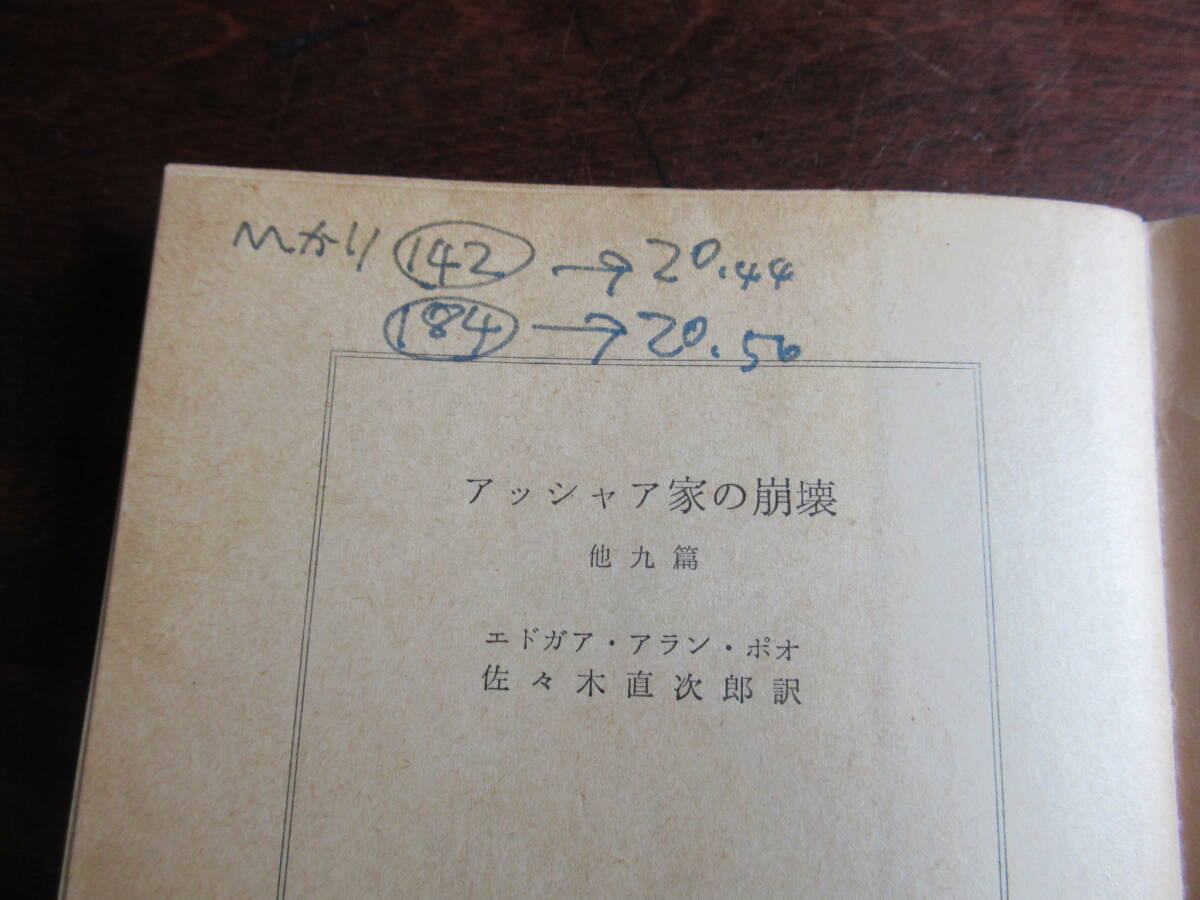 ひかり 142 → 20.44
184 → 20.56
アッシャア家の崩壊
他九篇
エドガア・アラン・ポオ
佐々木直次郎訳